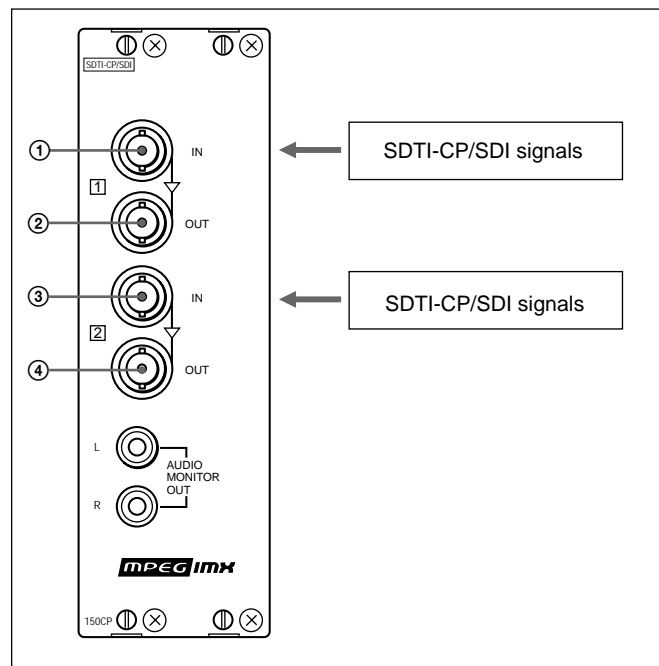 SDTI-CP/SDI
① IN
SDTI-CP/SDI signals
1
② OUT
③ IN
SDTI-CP/SDI signals
2
④ OUT
L
AUDIO
MONITOR
OUT
R
MPEG IMX
150CP